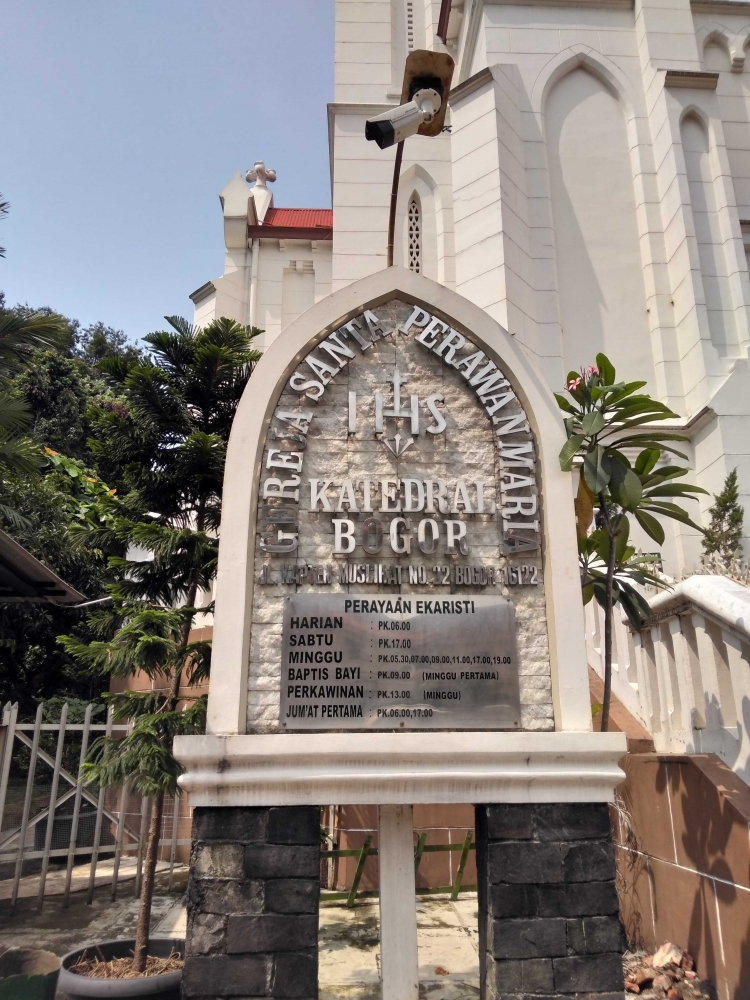 GEREJA SANTA PERAWAN MARIA
IHS
KATEDRAL
BOGOR
JL. KAPTEN MUSLIHAT NO. 22 BOGOR 16122
PERAYAAN EKARISTI
HARIAN : PK.06.00
SABTU : PK.17.00
MINGGU : PK.05.30,07.00,09.00,11.00,17.00,19.00
BAPTIS BAYI : PK.09.00 (MINGGU PERTAMA)
PERKAWINAN : PK.13.00 (MINGGU)
JUM'AT PERTAMA : PK.06.00,17.00